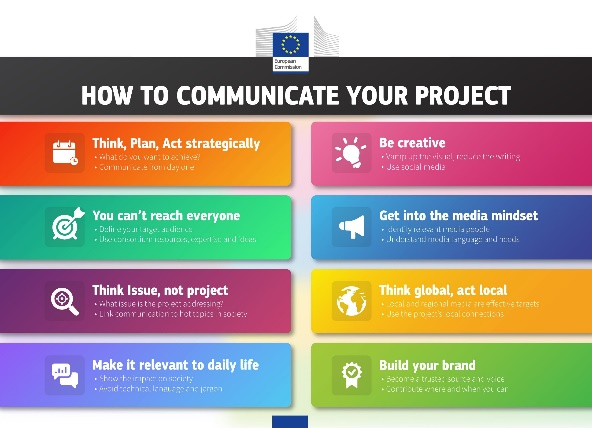 European
Commission
HOW TO COMMUNICATE YOUR PROJECT
Think, Plan, Act strategically
• What do you want to achieve?
• Communicate from day one
You can't reach everyone
• Define your target audience
• Use consortium resources, expertise and ideas
Think Issue, not project
• What issue is the project addressing?
• Link communication to hot topics in society
Make it relevant to daily life
• Show the impact on society
• Avoid technical language and jargon
Be creative
• Vamp up the visual, reduce the writing
• Use social media
Get into the media mindset
• Identify relevant media people
• Understand media language and needs
Think global, act local
• Local and regional media are effective targets
• Use the project's local connections
Build your brand
• Become a trusted source and voice
• Contribute where and when you can